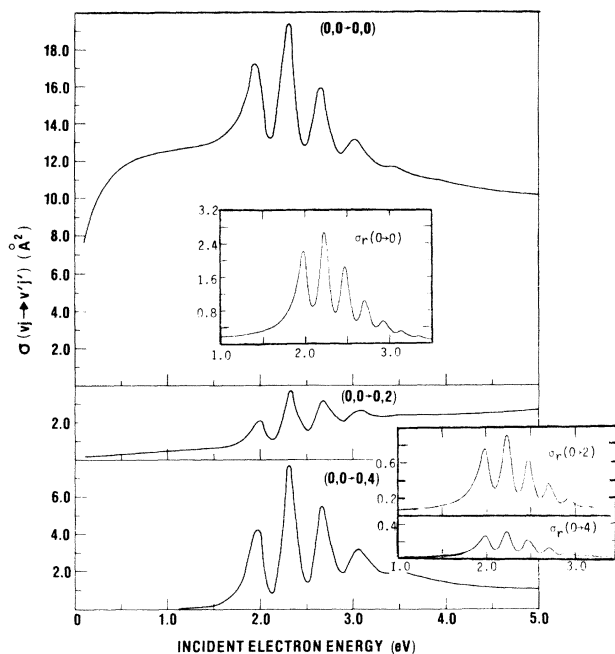 (0,0→0,0)
18.0
16.0
14.0
12.0
10.0
8.0
6.0
4.0
2.0
σ(vj→v'j') (Å²)
3.2
2.4
1.6
0.8
σr(0→0)
1.0 2.0 3.0
(0,0→0,2)
2.0
(0,0→0,4)
6.0
4.0
2.0
0.6
0.2
σr(0→2)
0.4
σr(0→4)
1.0 2.0 3.0
0 1.0 2.0 3.0 4.0 5.0
INCIDENT ELECTRON ENERGY (eV)